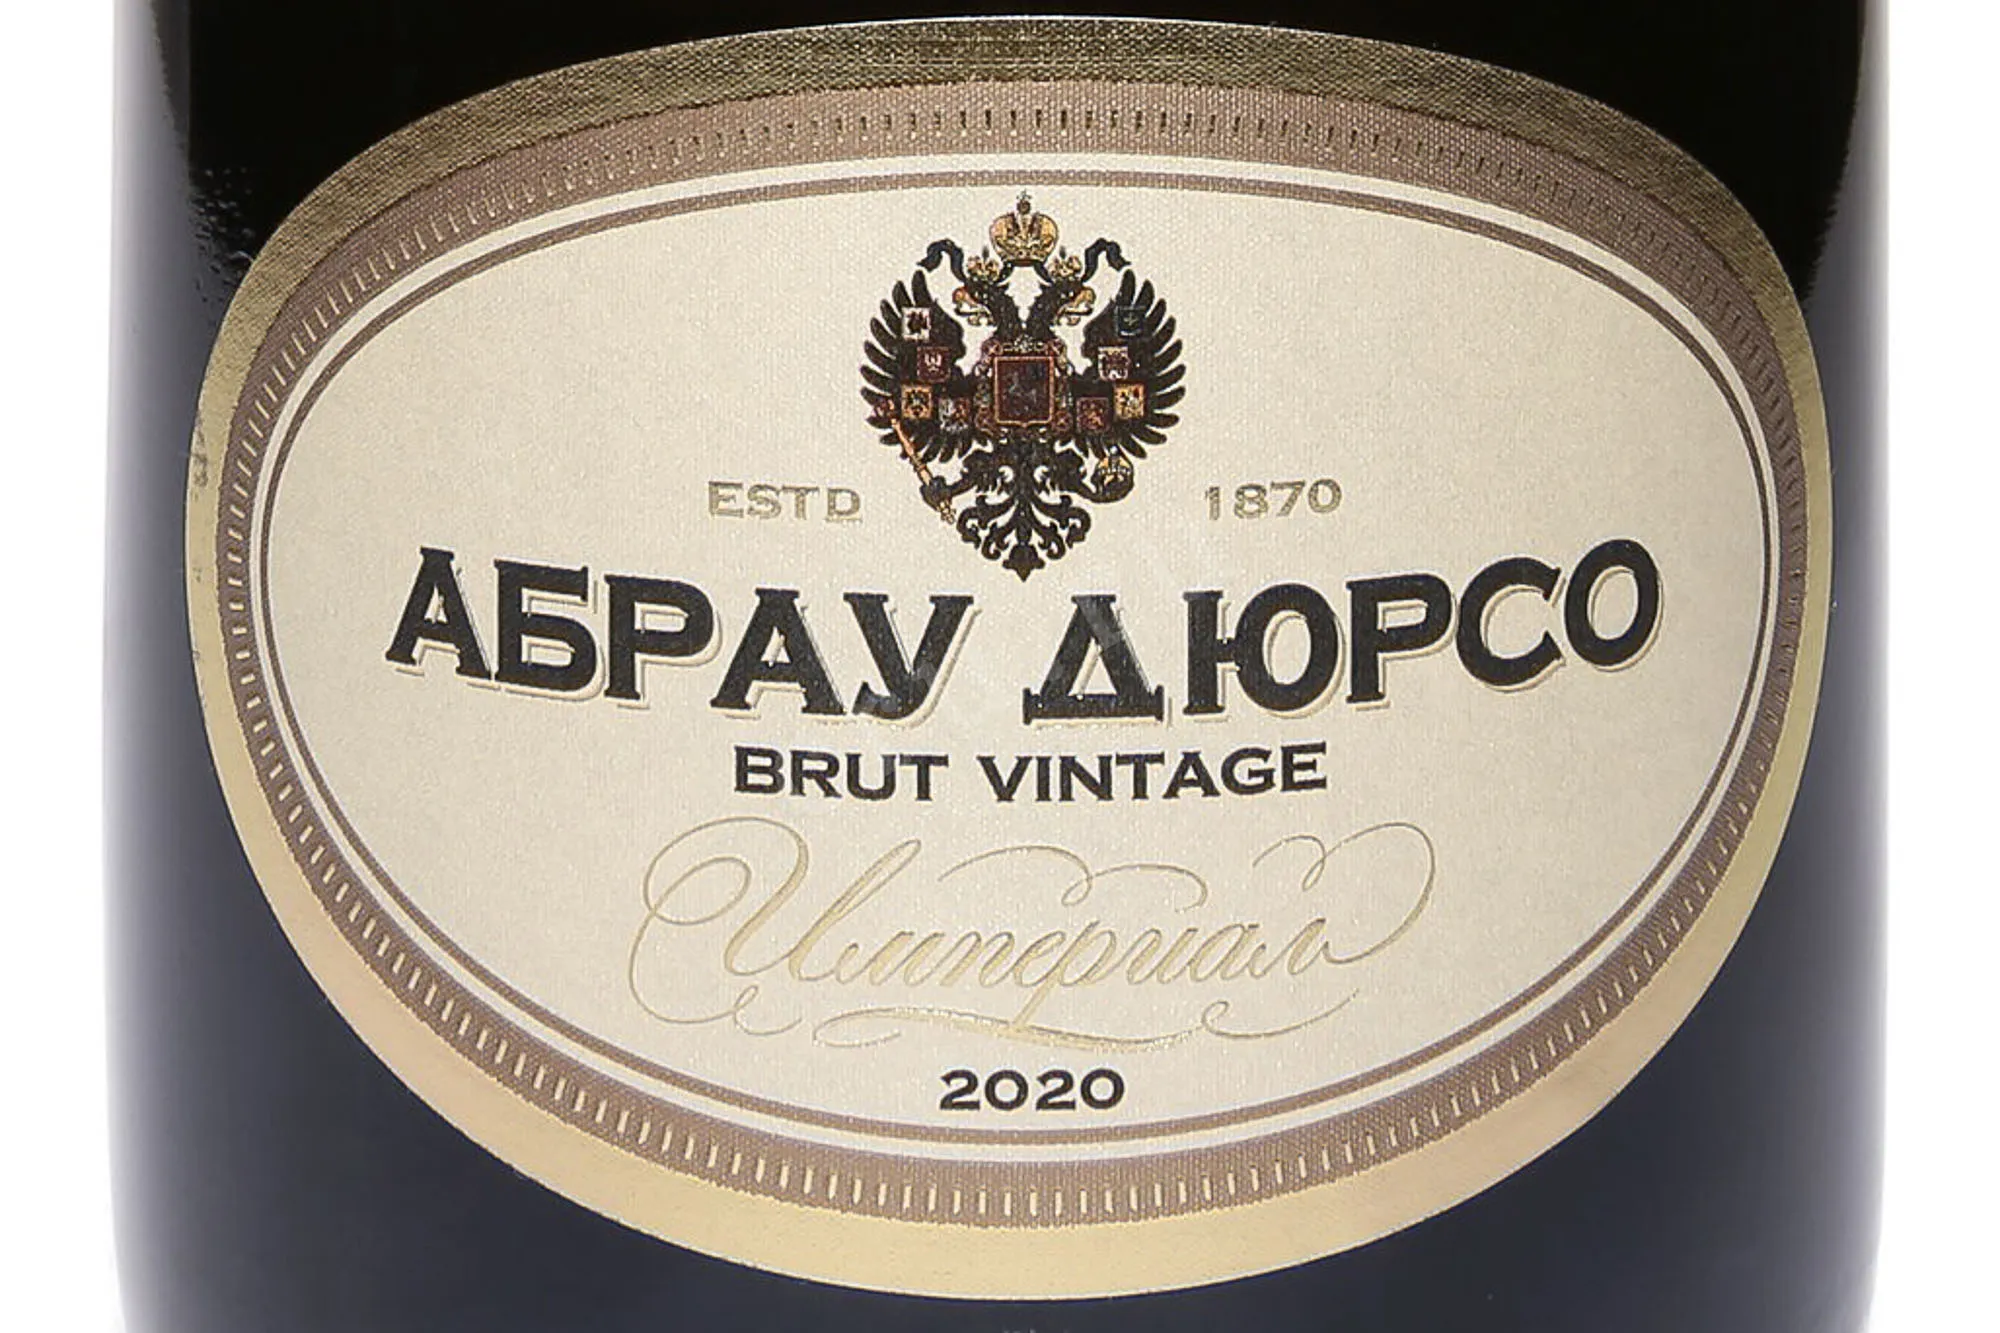 ESTD 1870
АБРАУ ДЮРСО
BRUT VINTAGE
Империал
2020